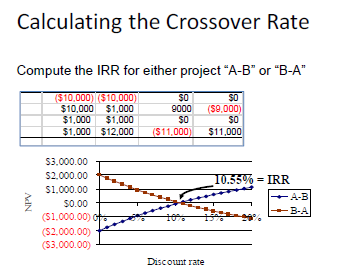 Calculating the Crossover Rate
Compute the IRR for either project “A-B” or “B-A”
($10,000) ($10,000) $0 $0
$10,000 $1,000 9000 ($9,000)
$1,000 $1,000 $0 $0
$1,000 $12,000 ($11,000) $11,000
$3,000.00
$2,000.00
$1,000.00
$0.00
($1,000.00)
($2,000.00)
($3,000.00)
NPV
10.55% = IRR
0% 5% 10% 15% 20%
A-B
B-A
Discount rate